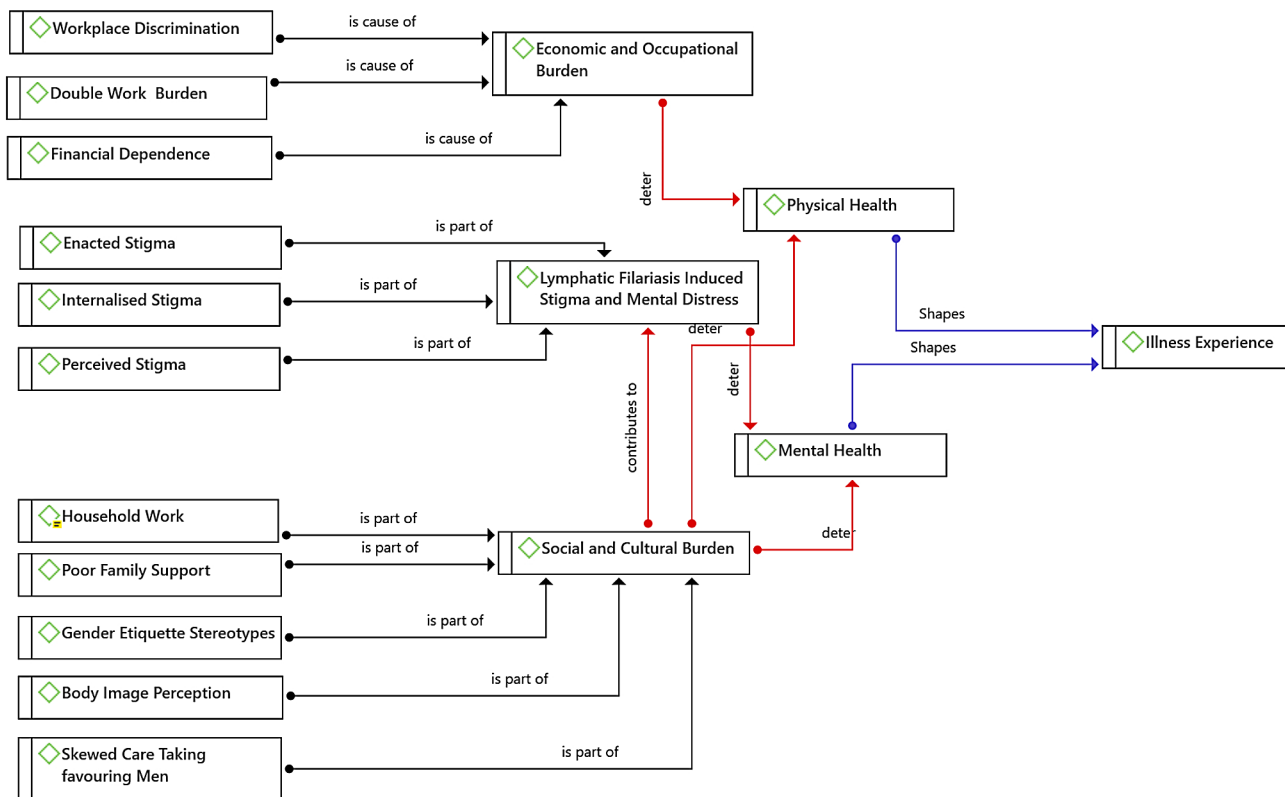 Workplace Discrimination
is cause of
Economic and Occupational
Burden
Double Work  Burden
is cause of
Financial Dependence
is cause of
deter
Physical Health
Enacted Stigma
is part of
Lymphatic Filariasis Induced
Stigma and Mental Distress
Internalised Stigma
is part of
Perceived Stigma
is part of
deter
deter
contributes to
Shapes
Shapes
Illness Experience
Mental Health
Household Work
is part of
Poor Family Support
is part of
Social and Cultural Burden
deter
Gender Etiquette Stereotypes
is part of
Body Image Perception
is part of
Skewed Care Taking
favouring Men
is part of